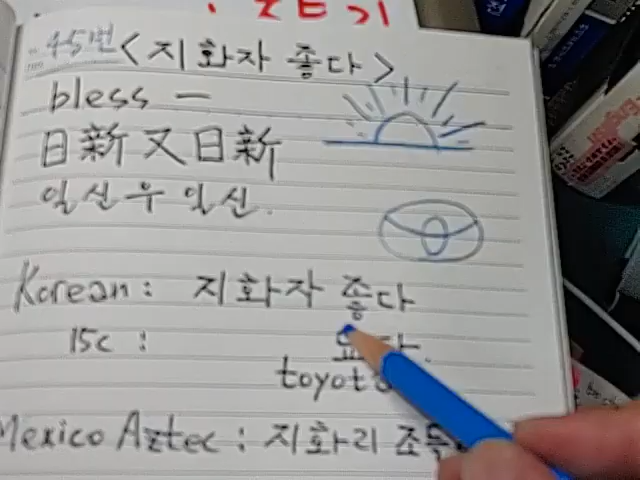 45번 <지화자 좋다>
bless —
日新又日新
일신우일신.
Korean: 지화자 좋다
15c :
toyota
Mexico Aztec: 지화리